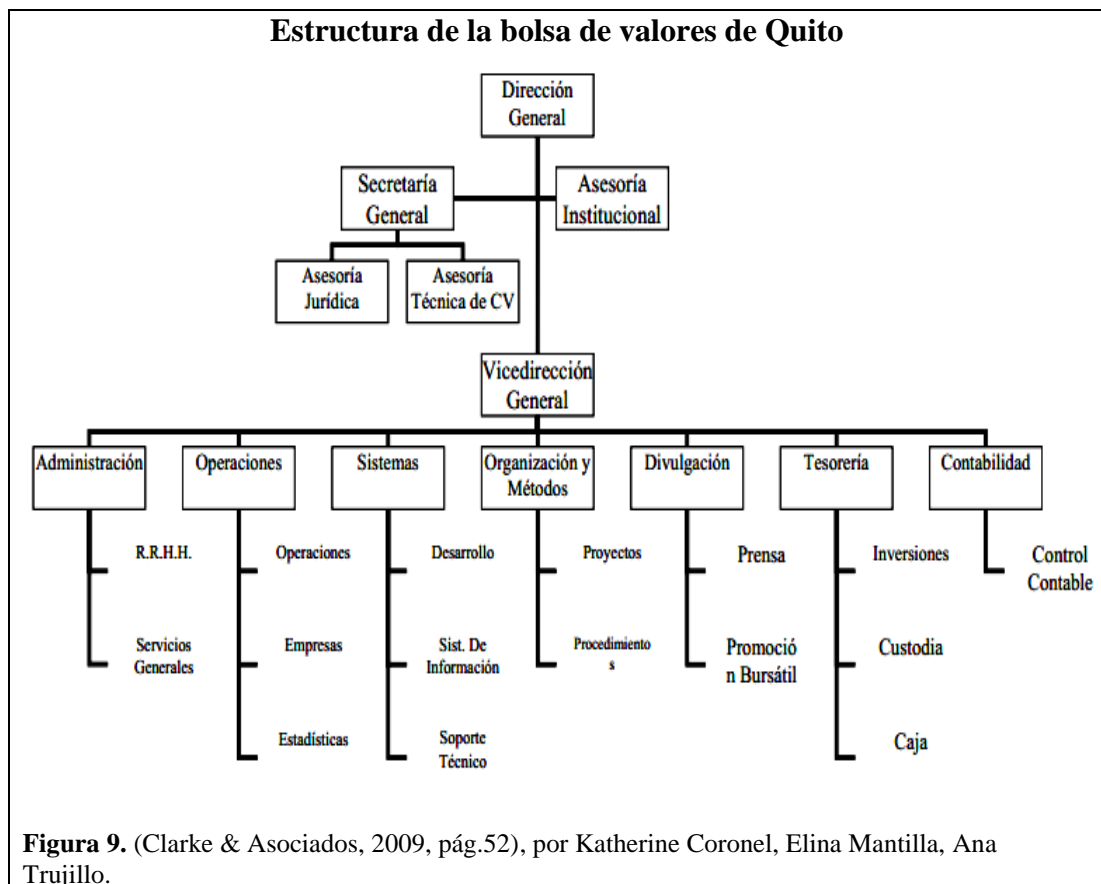 Estructura de la bolsa de valores de Quito
Dirección
General
Secretaría
General
Asesoría
Institucional
Asesoría
Jurídica
Asesoría
Técnica de CV
Vicedirección
General
Administración
Operaciones
Sistemas
Organización y
Métodos
Divulgación
Tesorería
Contabilidad
R.R.H.H.
Servicios
Generales
Operaciones
Empresas
Estadísticas
Desarrollo
Sist. De
Información
Soporte
Técnico
Proyectos
Procedimiento
s
Prensa
Promoció
n Bursátil
Inversiones
Custodia
Caja
Control
Contable
Figura 9. (Clarke & Asociados, 2009, pág.52), por Katherine Coronel, Elina Mantilla, Ana
Trujillo.